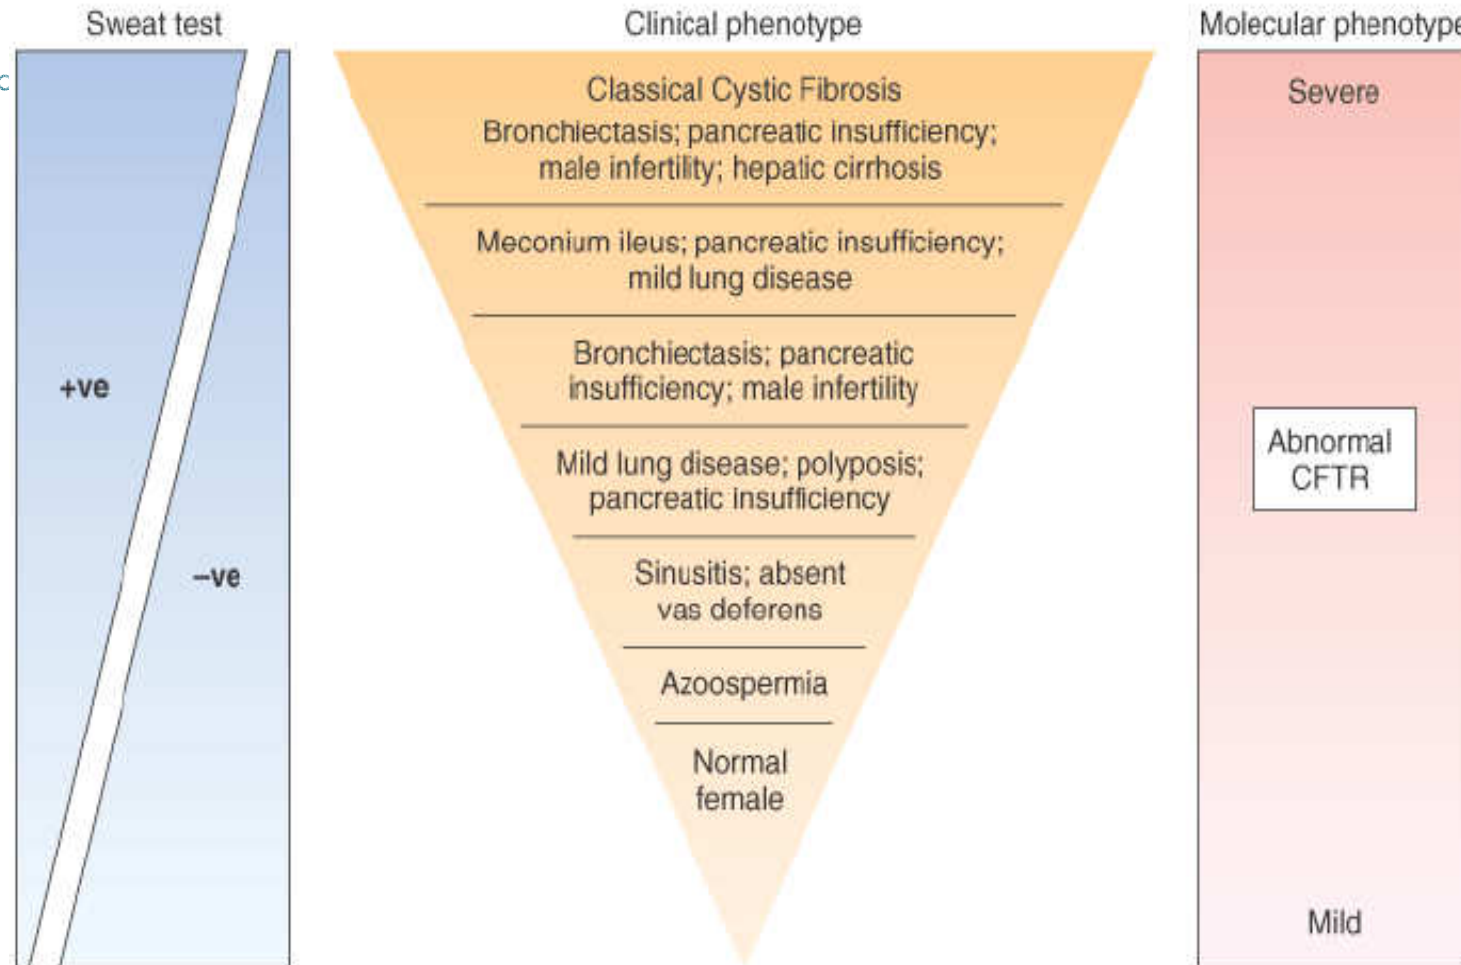 Sweat test
Clinical phenotype
Molecular phenotype
c
Classical Cystic Fibrosis
Bronchiectasis; pancreatic insufficiency;
male infertility; hepatic cirrhosis
Meconium ileus; pancreatic insufficiency;
mild lung disease
Bronchiectasis; pancreatic
insufficiency; male infertility
Mild lung disease; polyposis;
pancreatic insufficiency
Sinusitis; absent
vas deferens
Azoospermia
Normal
female
+ve
–ve
Severe
Abnormal
CFTR
Mild